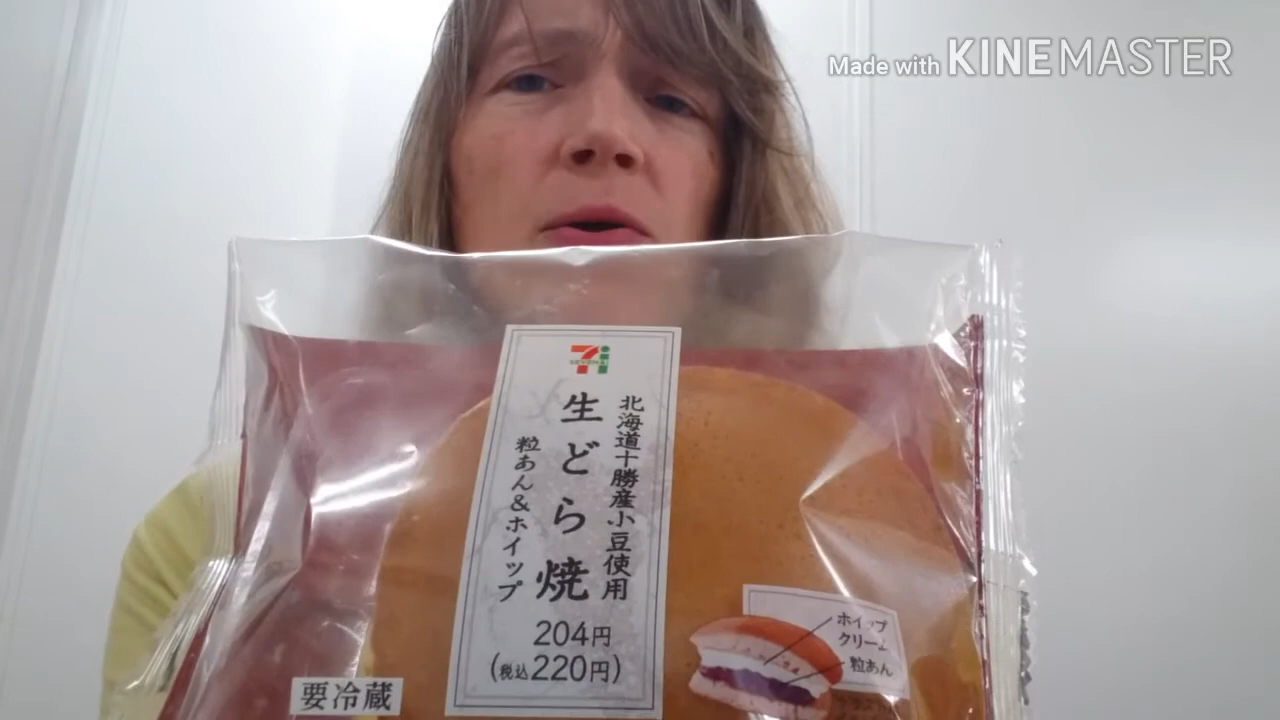 Made with KINEMASTER
北海道十勝産小豆使用
生どら焼
粒あん&ホイップ
204円
(税込220円)
ホイップ
クリーム
粒あん
要冷蔵